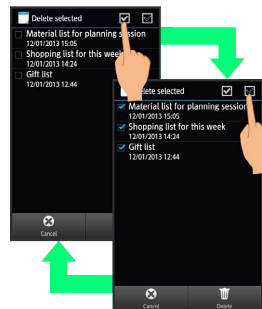 Delete selected
Material list for planning session
12/01/2013 15:05
Shopping list for this week
12/01/2013 14:24
Gift list
12/01/2013 12:44
Cancel
Delete selected
Material list for planning session
12/01/2013 15:05
Shopping list for this week
12/01/2013 14:24
Gift list
12/01/2013 12:44
Cancel
Delete